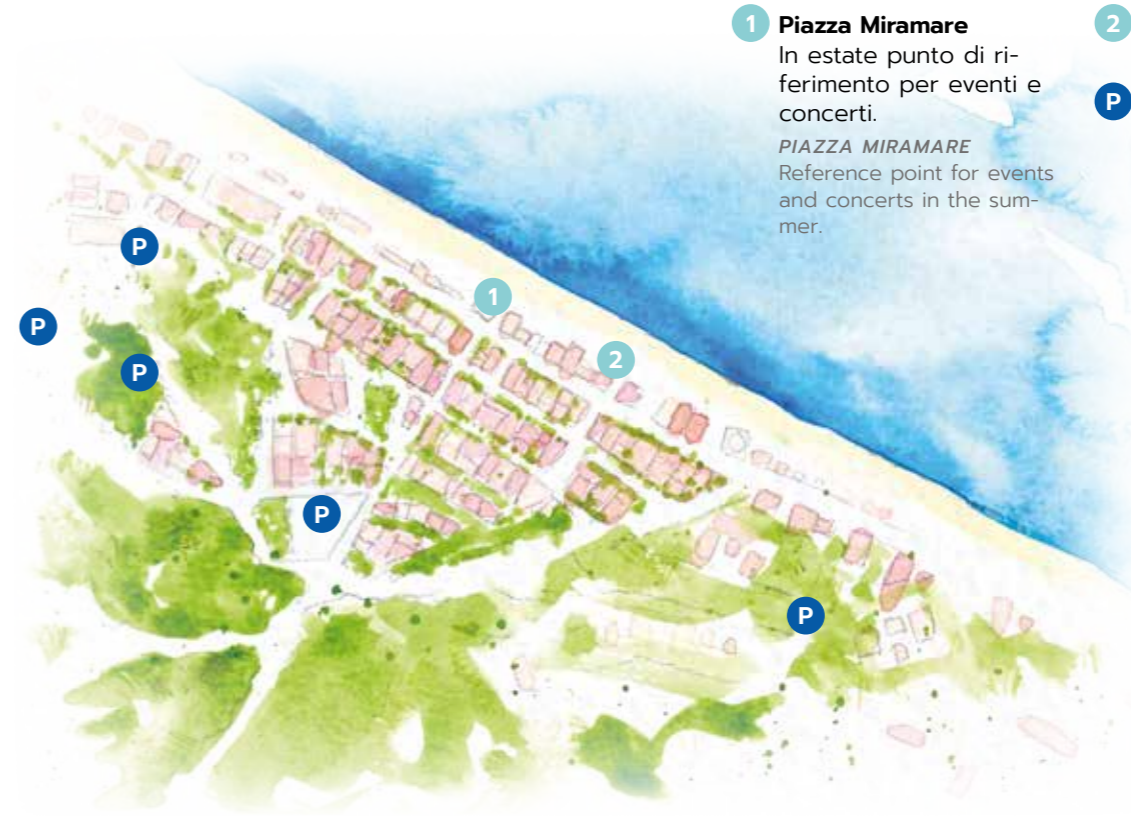 1 Piazza Miramare
In estate punto di ri-
ferimento per eventi e
concerti.
PIAZZA MIRAMARE
Reference point for events
and concerts in the sum-
mer.
2
P
P
1
P
2
P
P
P